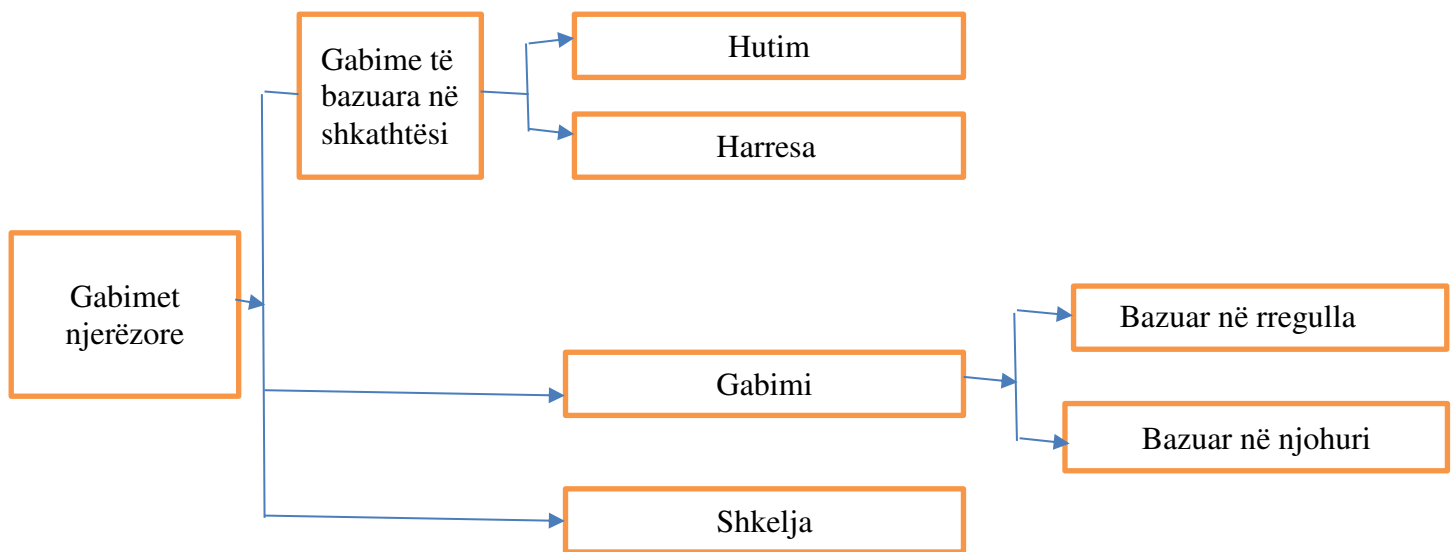 Gabime të
bazuara në
shkathtësi
Hutim
Harresa
Gabimet
njerëzore
Gabimi
Bazuar në rregulla
Bazuar në njohuri
Shkelja